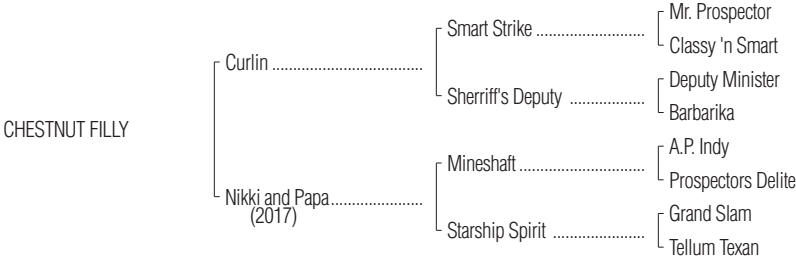 Mr. Prospector
Smart Strike ........................
Classy 'n Smart
Curlin .................................
Deputy Minister
Sherriff's Deputy .................
Barbarika
CHESTNUT FILLY
A.P. Indy
Mineshaft ............................
Prospectors Delite
Nikki and Papa....................
(2017)
Grand Slam
Starship Spirit ....................
Tellum Texan